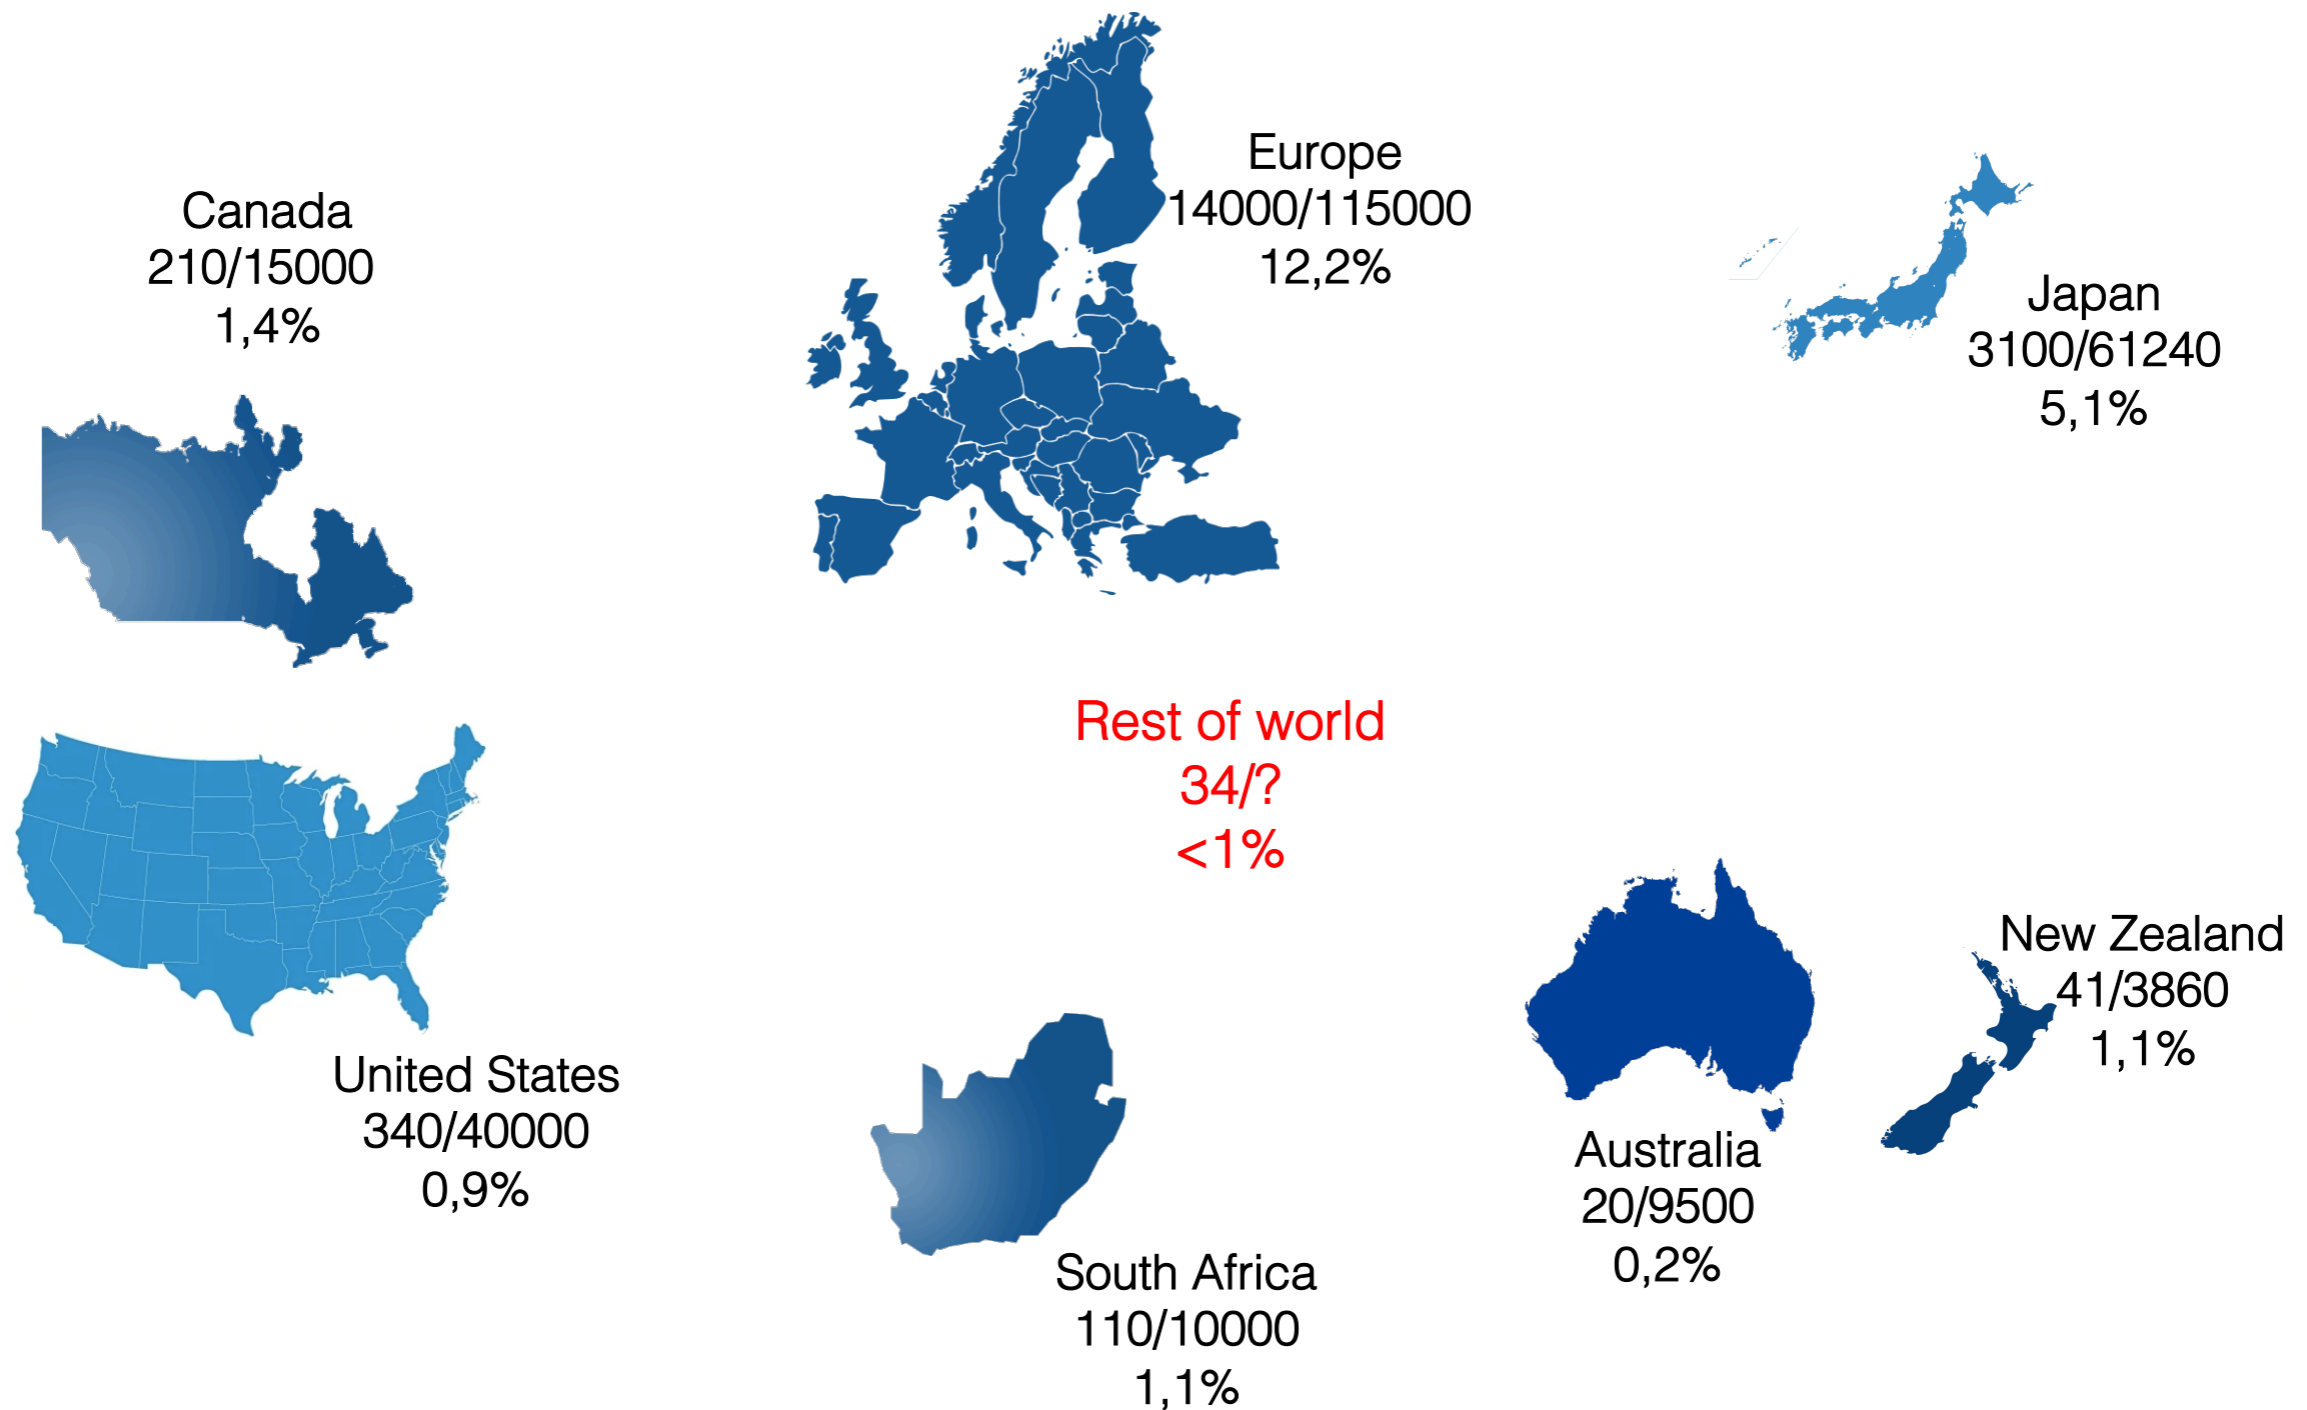 Canada
210/15000
1,4%
Europe
14000/115000
12,2%
Japan
3100/61240
5,1%
Rest of world
34/?
<1%
United States
340/40000
0,9%
South Africa
110/10000
1,1%
Australia
20/9500
0,2%
New Zealand
41/3860
1,1%